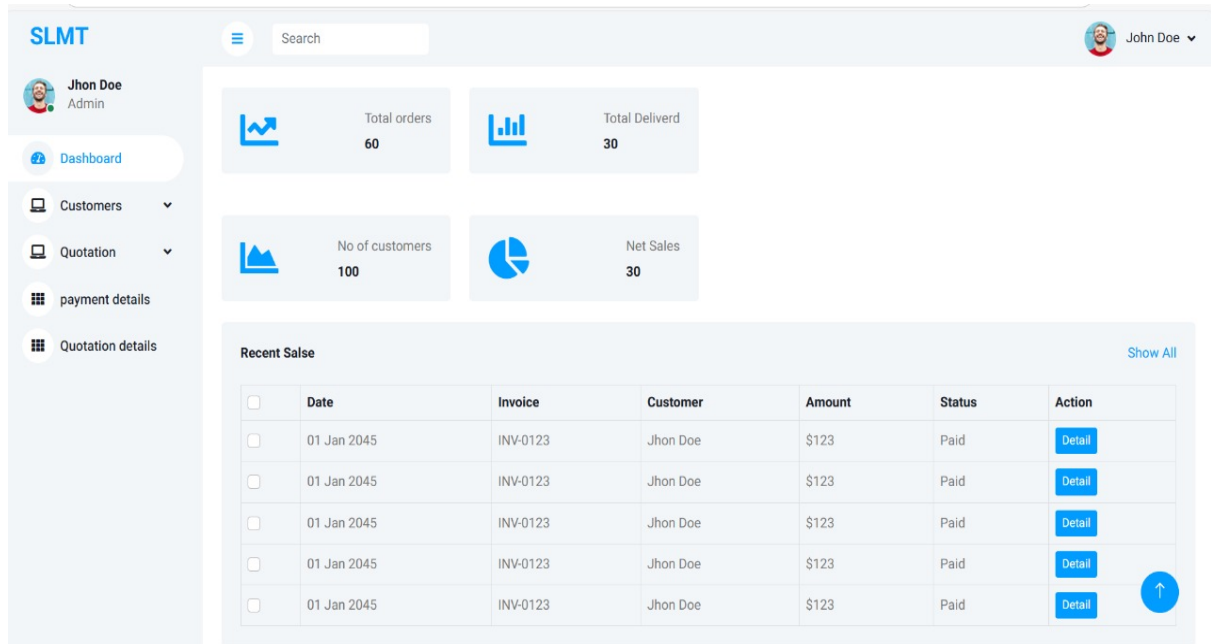 SLMT
Search
John Doe
Jhon Doe
Admin
Dashboard
Customers
Quotation
payment details
Quotation details
Total orders
60
Total Deliverd
30
No of customers
100
Net Sales
30
Recent Salse
Show All
Date Invoice Customer Amount Status Action
01 Jan 2045 INV-0123 Jhon Doe $123 Paid Detail
01 Jan 2045 INV-0123 Jhon Doe $123 Paid Detail
01 Jan 2045 INV-0123 Jhon Doe $123 Paid Detail
01 Jan 2045 INV-0123 Jhon Doe $123 Paid Detail
01 Jan 2045 INV-0123 Jhon Doe $123 Paid Detail